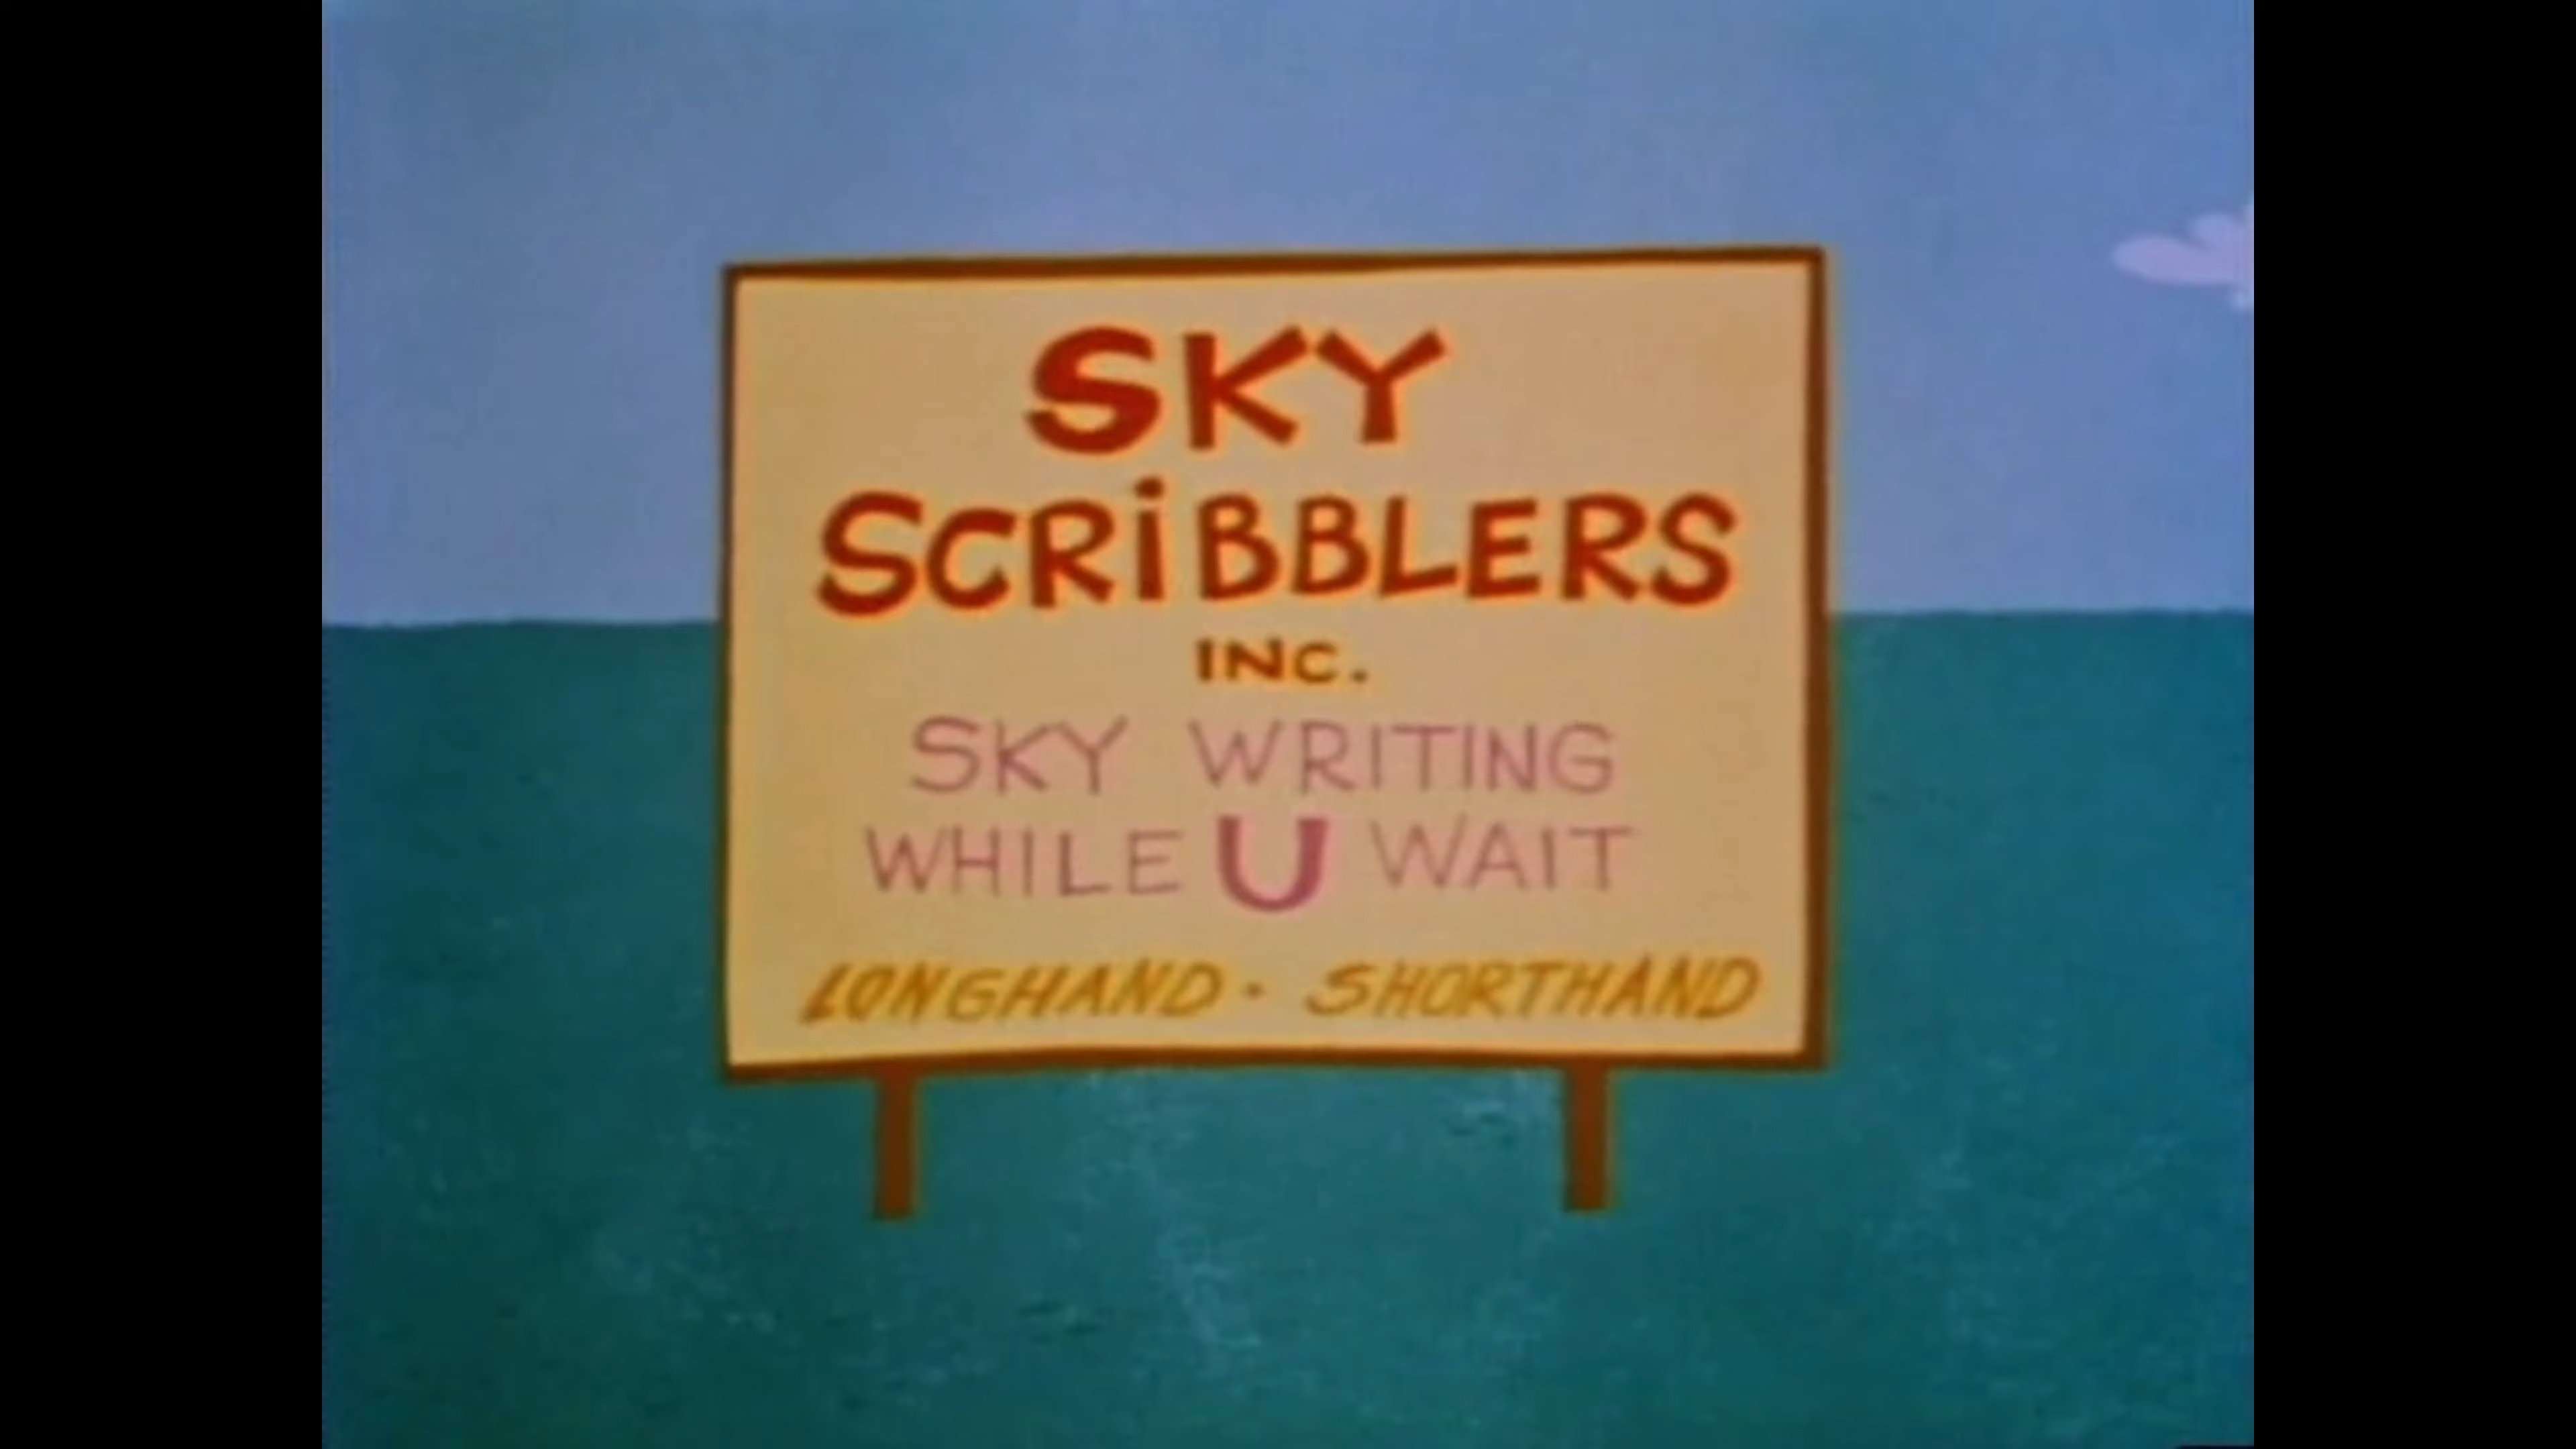 SKY
SCRiBBLERS
INC.
SKY WRITING
WHILE U WAIT
LONGHAND · SHORTHAND